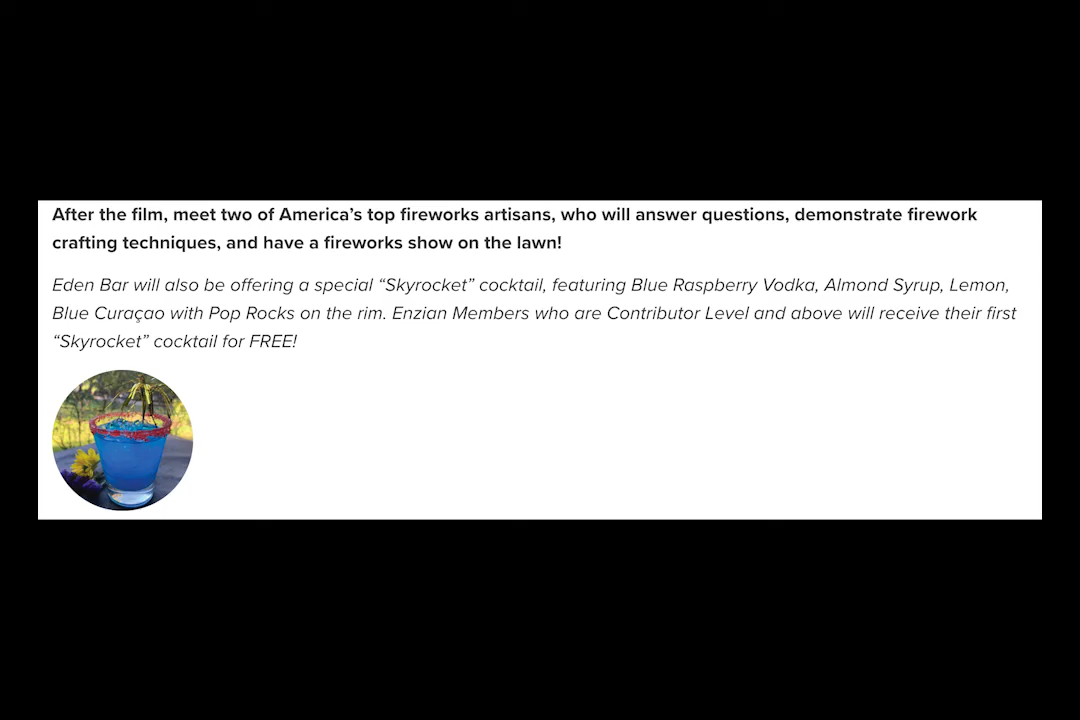 After the film, meet two of America’s top fireworks artisans, who will answer questions, demonstrate firework
crafting techniques, and have a fireworks show on the lawn!
Eden Bar will also be offering a special “Skyrocket” cocktail, featuring Blue Raspberry Vodka, Almond Syrup, Lemon,
Blue Curaçao with Pop Rocks on the rim. Enzian Members who are Contributor Level and above will receive their first
“Skyrocket” cocktail for FREE!